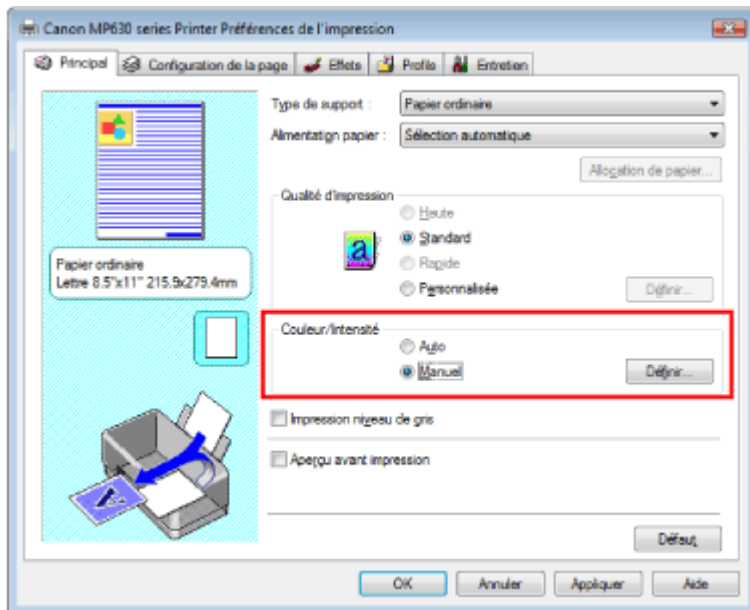 Canon MP630 series Printer Préférences de l'impression
Principal Configuration de la page Effets Profils Entretien
Type de support : Papier ordinaire
Alimentation papier : Sélection automatique
Allocation de papier...
Qualité d'impression
Haute
a
Standard
Rapide
Personnalisée Définir...
Papier ordinaire
Lettre 8.5"x11" 215.9x279.4mm
Couleur/Intensité
Auto
Manuel Définir...
Impression niveau de gris
Aperçu avant impression
Défaut
OK Annuler Appliquer Aide